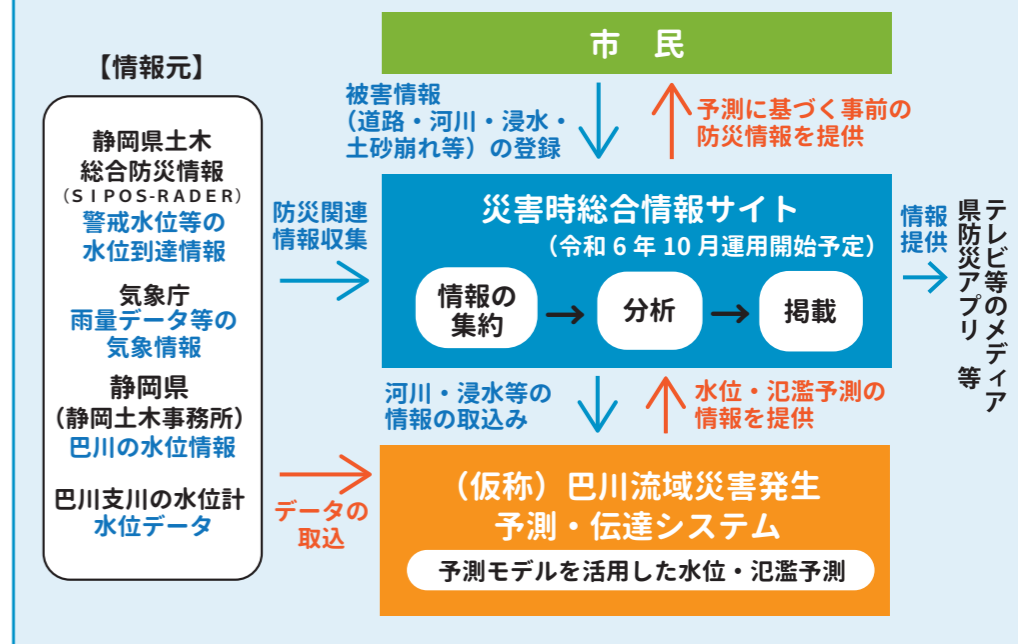 市 民
【情報元】
静岡県土木
総合防災情報
(SIPOS-RADER)
警戒水位等の
水位到達情報
気象庁
雨量データ等の
気象情報
静岡県
(静岡土木事務所)
巴川の水位情報
巴川支川の水位計
水位データ
被害情報
(道路・河川・浸水・
土砂崩れ等)の登録
予測に基づく事前の
防災情報を提供
防災関連
情報収集
災害時総合情報サイト
(令和6年10月運用開始予定)
情報の
集約
→
分析
→
掲載
情報
提供
テレビ等のメディア
県防災アプリ 等
河川・浸水等の
情報の取込み
水位・氾濫予測の
情報を提供
データの
取込
(仮称)巴川流域災害発生
予測・伝達システム
予測モデルを活用した水位・氾濫予測